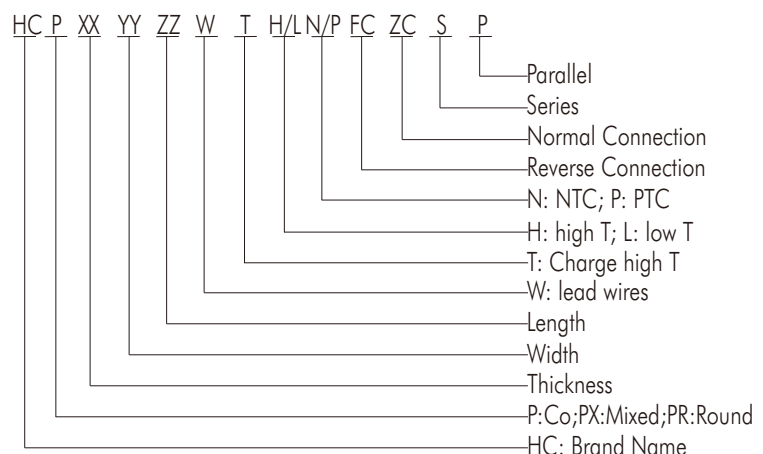 HC P XX YY ZZ W T H/L N/P FC ZC S P
Parallel
Series
Normal Connection
Reverse Connection
N: NTC; P: PTC
H: high T; L: low T
T: Charge high T
W: lead wires
Length
Width
Thickness
P:Co;PX:Mixed;PR:Round
HC: Brand Name